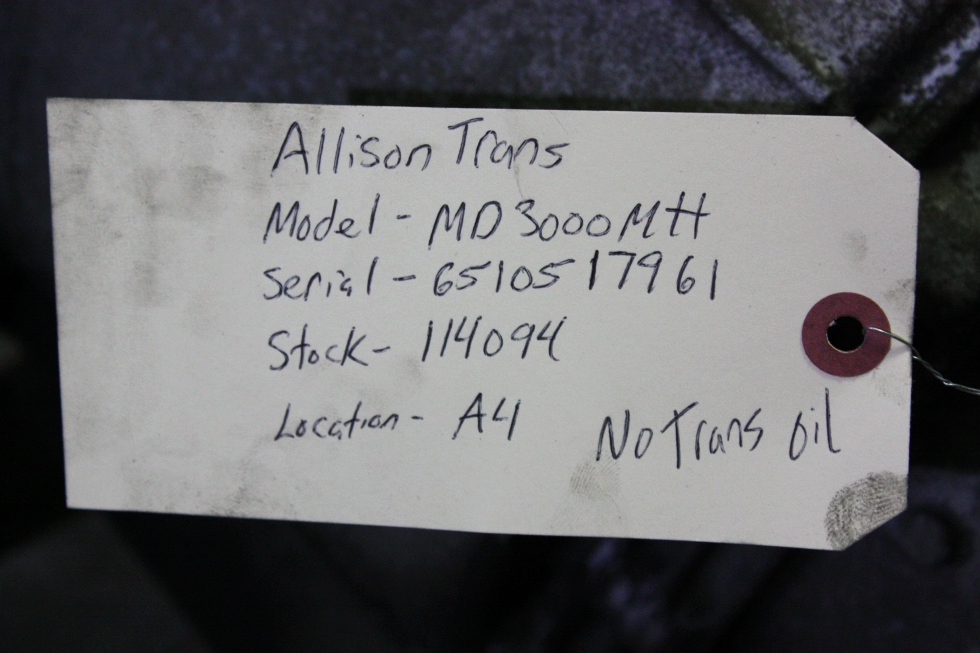 Allison Trans
Model - MD3000MH
Serial - 6510517961
Stock - 114094
Location - A4
No Trans Oil